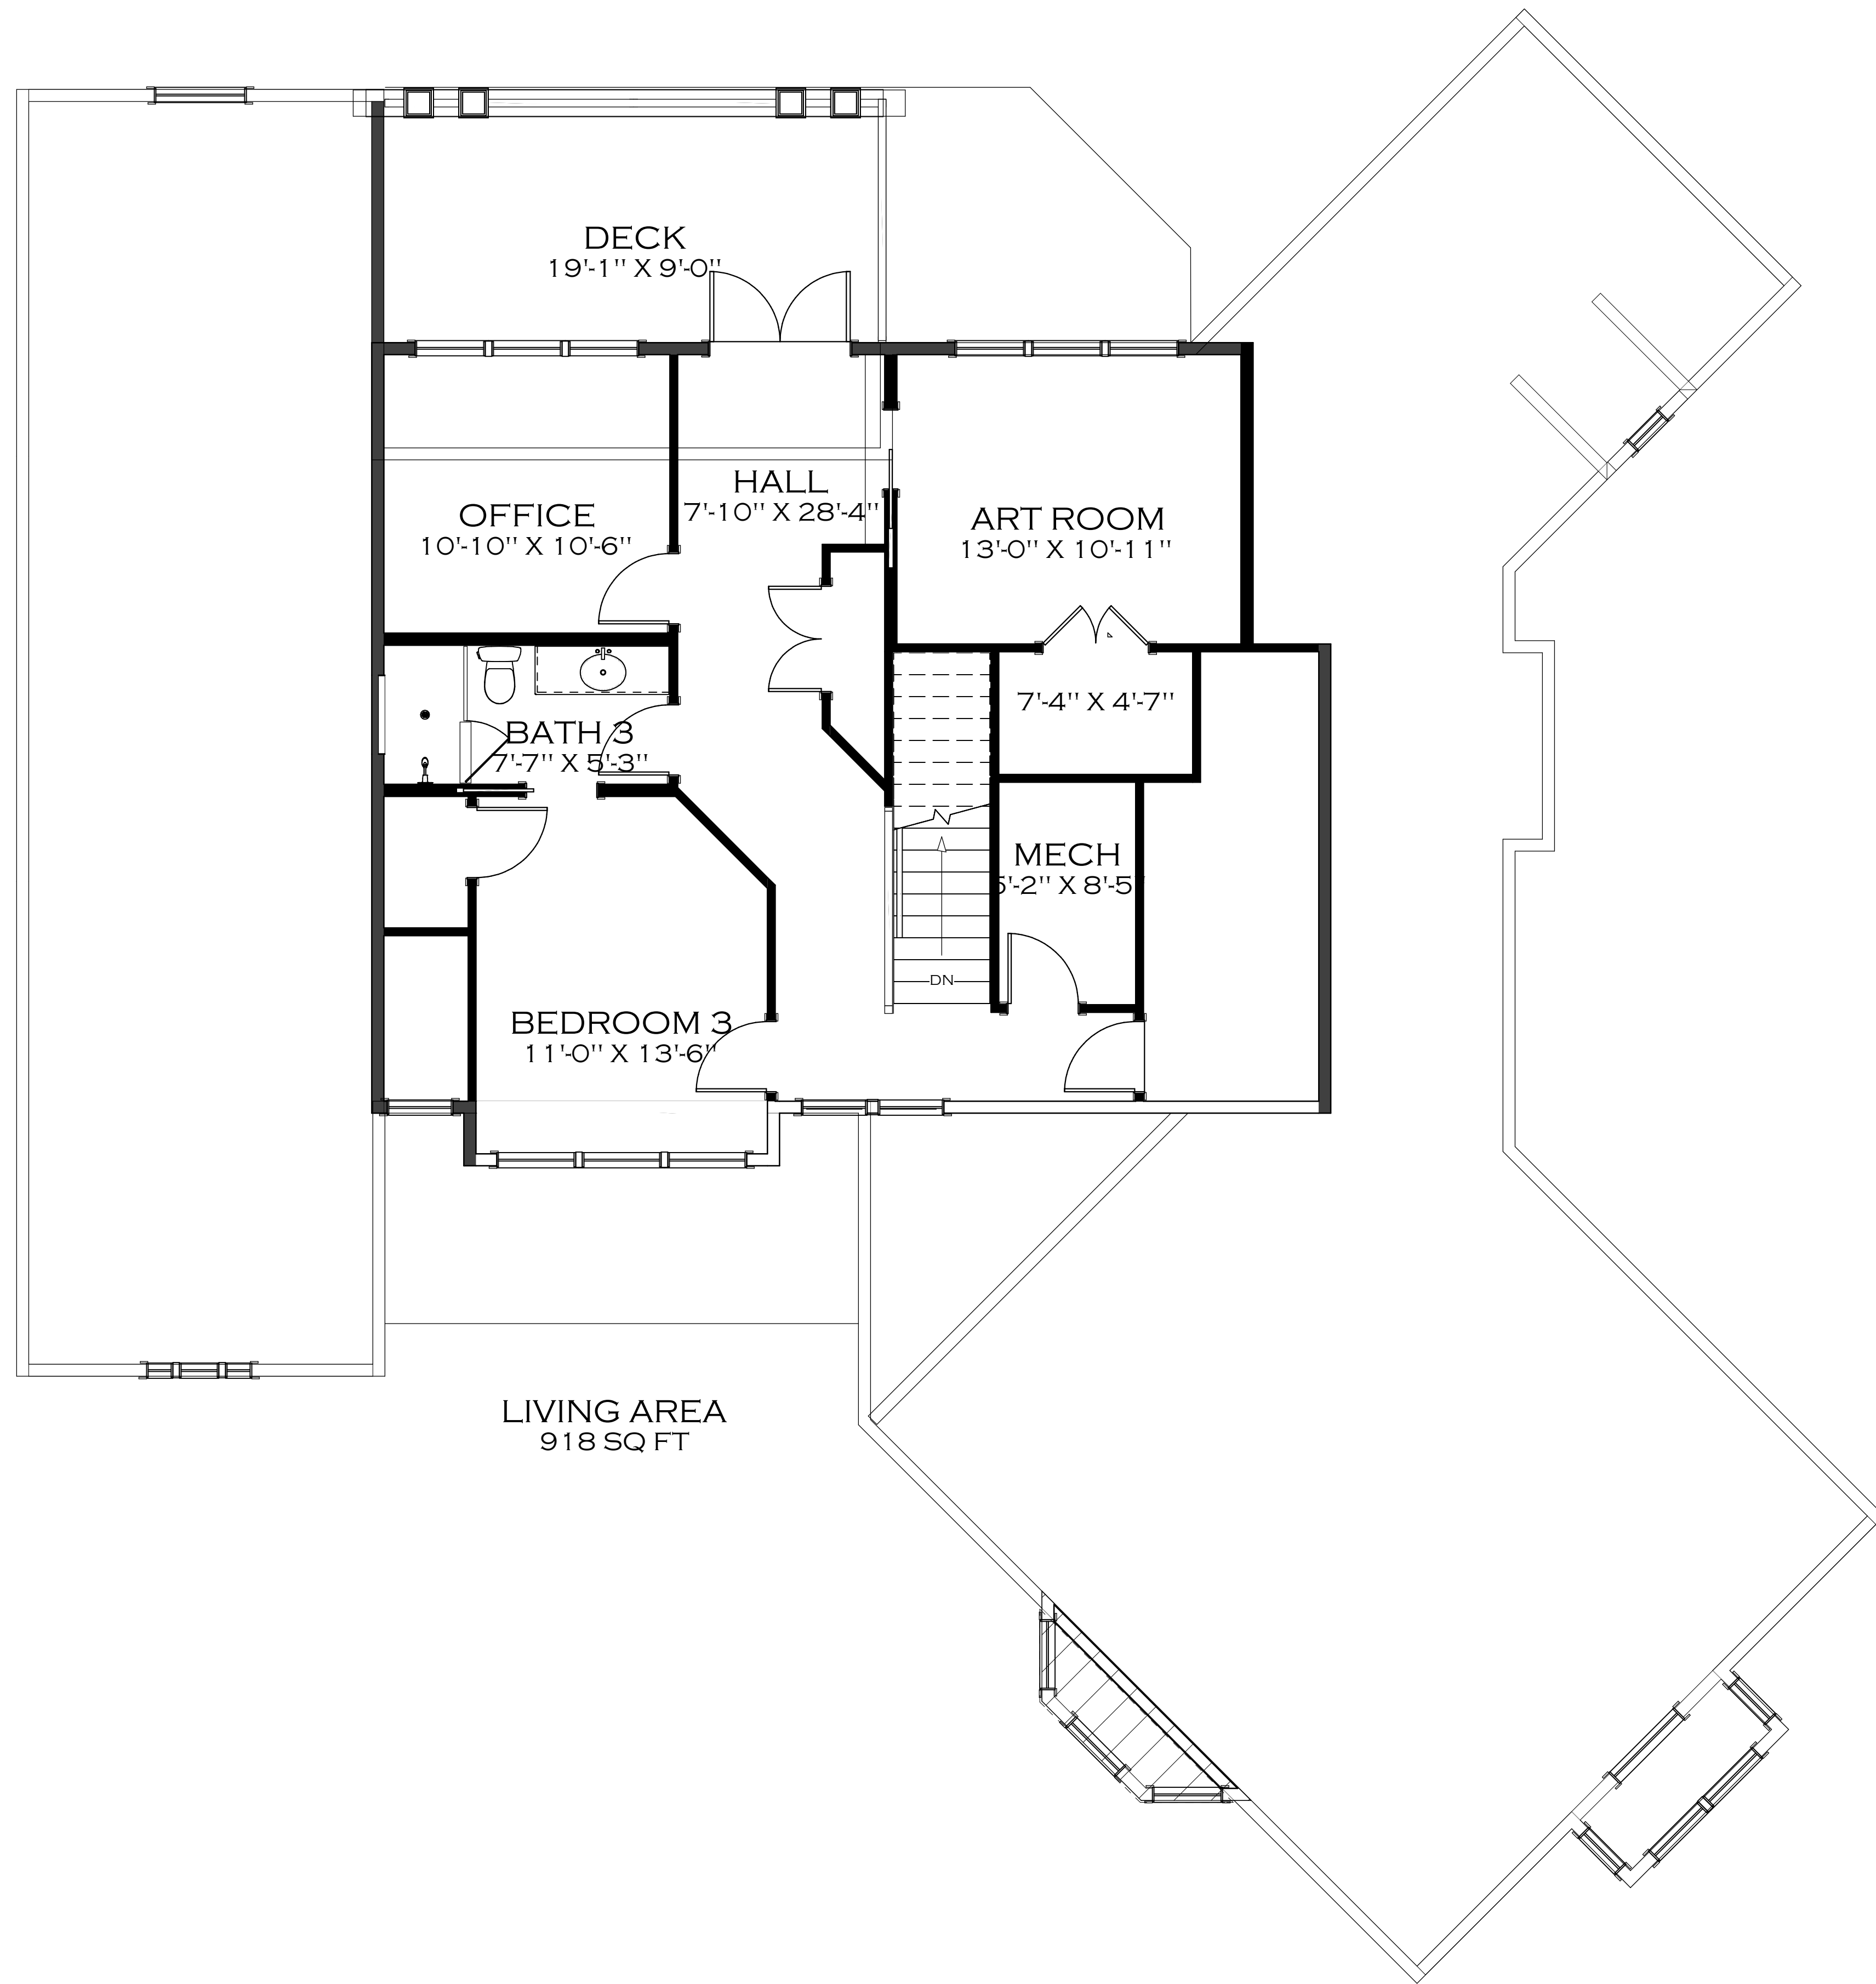 DECK
19'-1" X 9'-0"
HALL
7'-10" X 28'-4"
OFFICE
10'-10" X 10'-6"
ART ROOM
13'-0" X 10'-11"
7'-4" X 4'-7"
BATH 3
7'-7" X 5'-3"
MECH
5'-2" X 8'-5"
DN
BEDROOM 3
11'-0" X 13'-6"
LIVING AREA
918 SQ FT